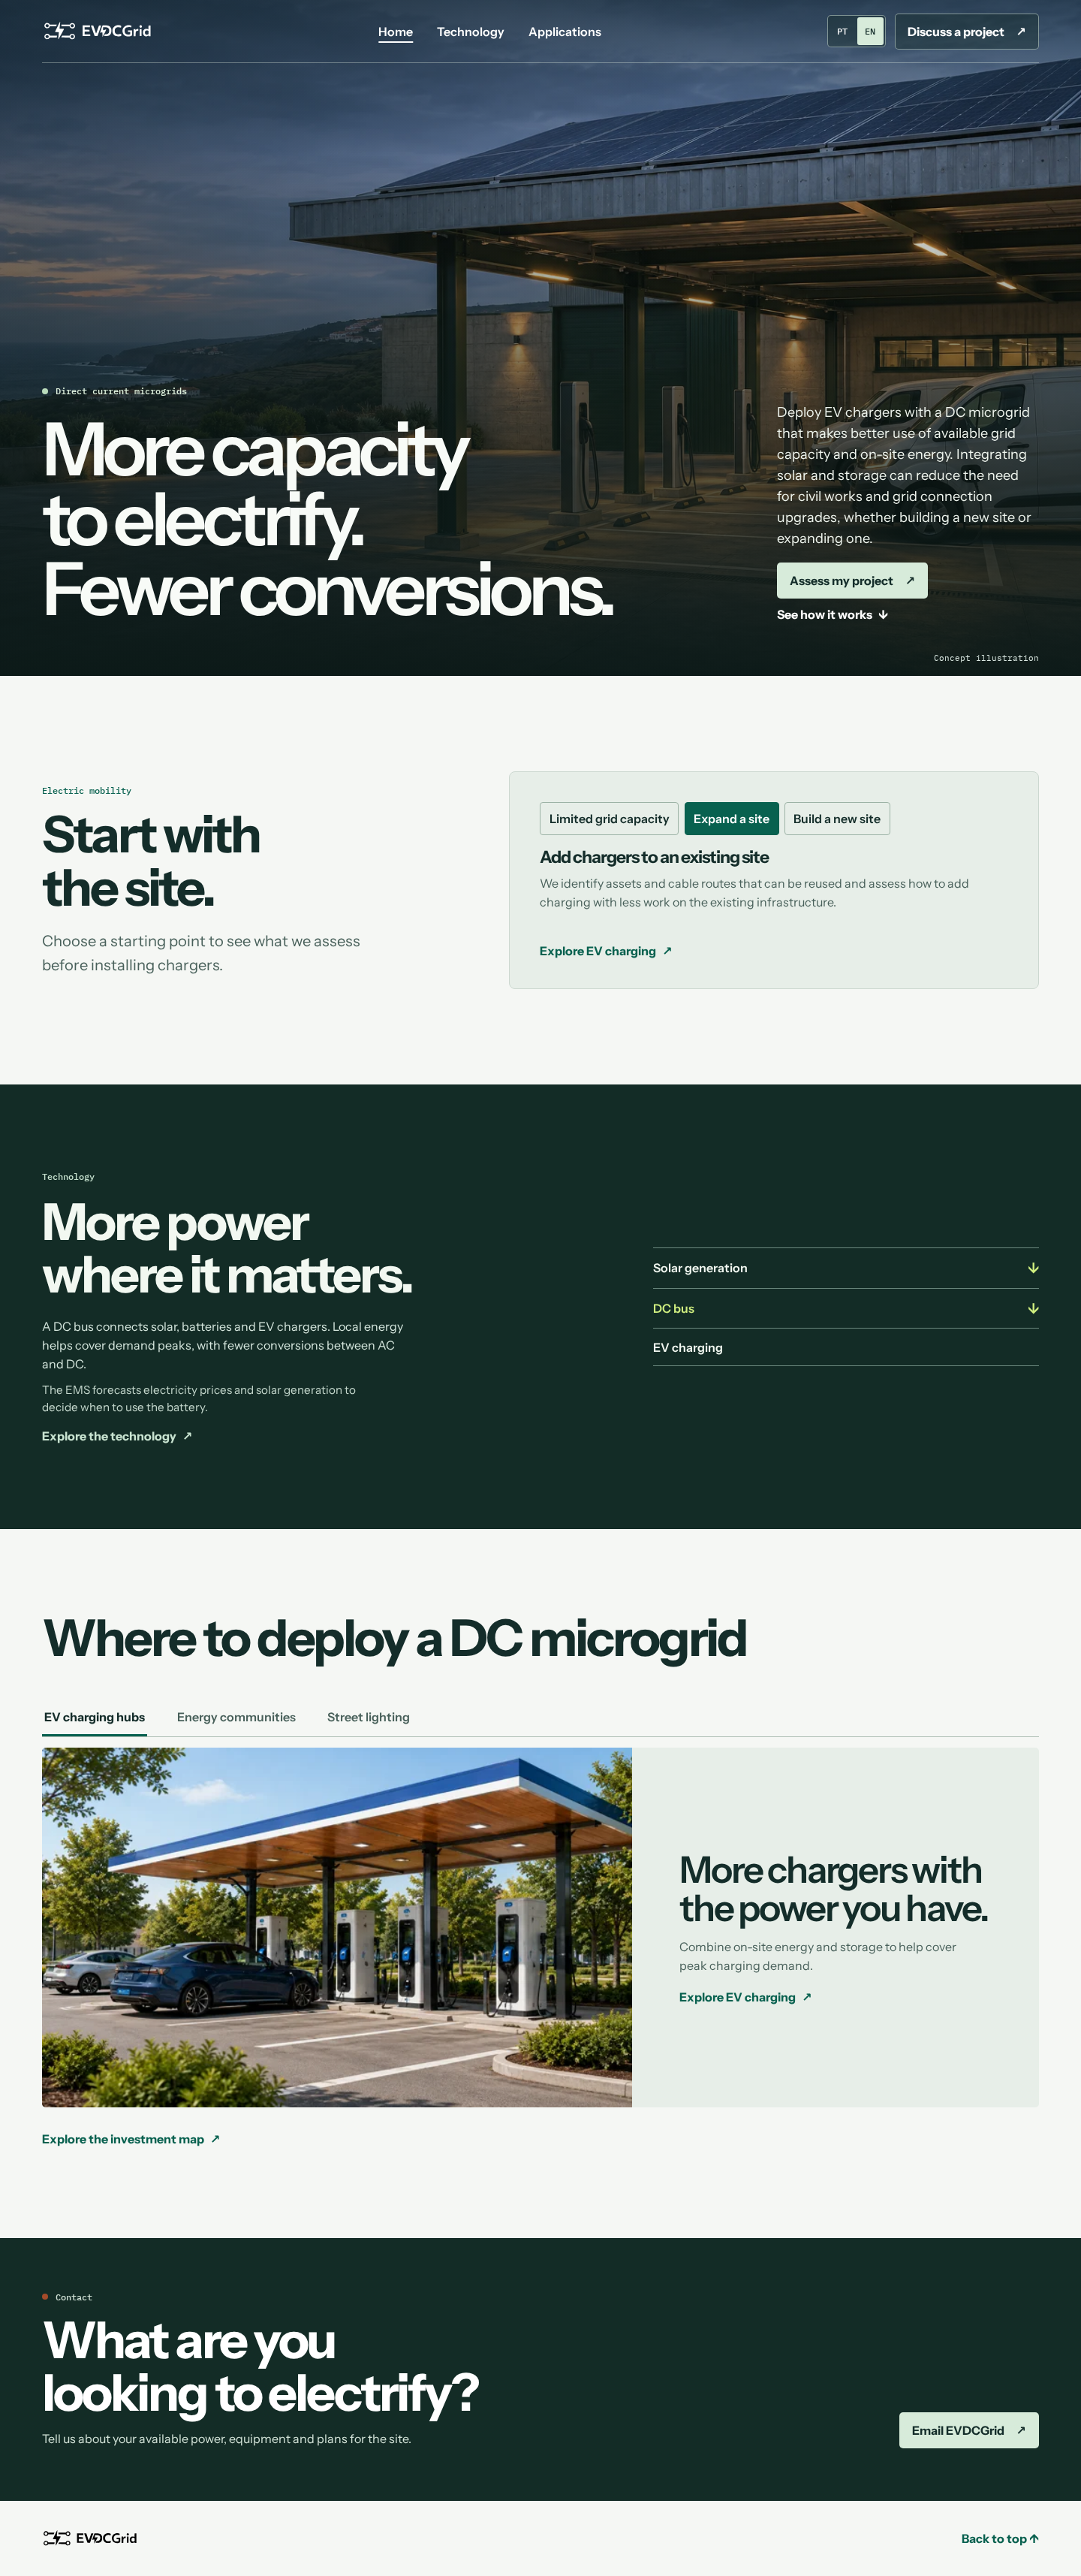 EVDCGrid
Home
Technology
Applications
PT
EN
Discuss a project ↗
Direct current microgrids
More capacity
to electrify.
Fewer conversions.
Deploy EV chargers with a DC microgrid
that makes better use of available grid
capacity and on-site energy. Integrating
solar and storage can reduce the need
for civil works and grid connection
upgrades, whether building a new site or
expanding one.
Assess my project ↗
See how it works ↓
Concept illustration
Electric mobility
Start with
the site.
Choose a starting point to see what we assess
before installing chargers.
Limited grid capacity
Expand a site
Build a new site
Add chargers to an existing site
We identify assets and cable routes that can be reused and assess how to add
charging with less work on the existing infrastructure.
Explore EV charging ↗
Technology
More power
where it matters.
A DC bus connects solar, batteries and EV chargers. Local energy
helps cover demand peaks, with fewer conversions between AC
and DC.
The EMS forecasts electricity prices and solar generation to
decide when to use the battery.
Explore the technology ↗
Solar generation ↓
DC bus ↓
EV charging
Where to deploy a DC microgrid
EV charging hubs
Energy communities
Street lighting
More chargers with
the power you have.
Combine on-site energy and storage to help cover
peak charging demand.
Explore EV charging ↗
Explore the investment map ↗
Contact
What are you
looking to electrify?
Tell us about your available power, equipment and plans for the site.
Email EVDCGrid ↗
EVDCGrid
Back to top ↑